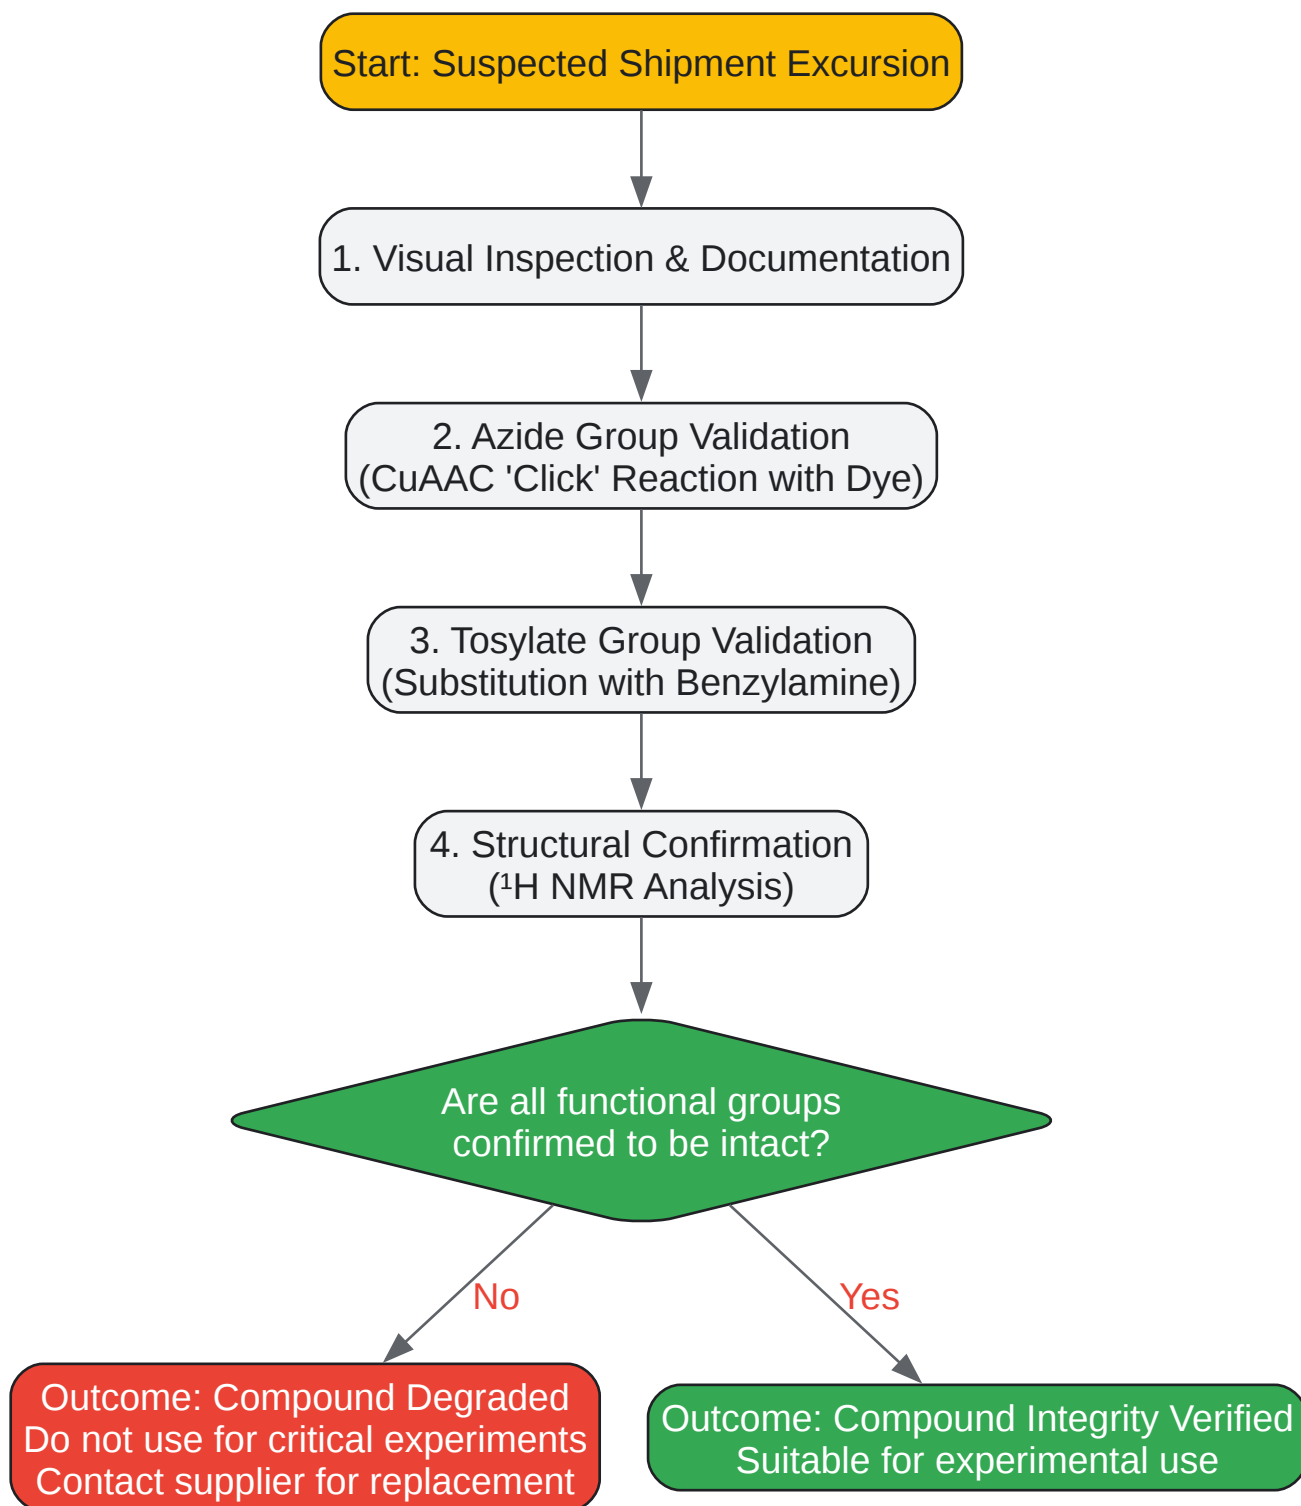 Start: Suspected Shipment Excursion
1. Visual Inspection & Documentation
2. Azide Group Validation
(CuAAC 'Click' Reaction with Dye)
3. Tosylate Group Validation
(Substitution with Benzylamine)
4. Structural Confirmation
(¹H NMR Analysis)
Are all functional groups
confirmed to be intact?
No
Yes
Outcome: Compound Degraded
Do not use for critical experiments
Contact supplier for replacement
Outcome: Compound Integrity Verified
Suitable for experimental use